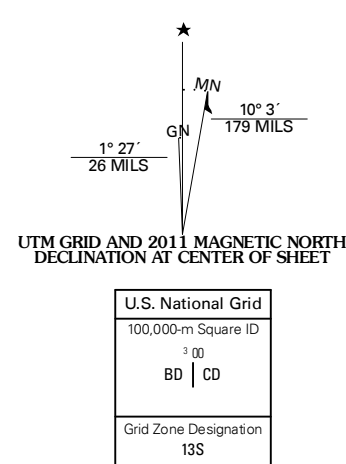 ★
MN
GN
10° 3´
179 MILS
1° 27´
26 MILS
UTM GRID AND 2011 MAGNETIC NORTH
DECLINATION AT CENTER OF SHEET
U.S. National Grid
100,000-m Square ID
3 00
BD | CD
Grid Zone Designation
13S